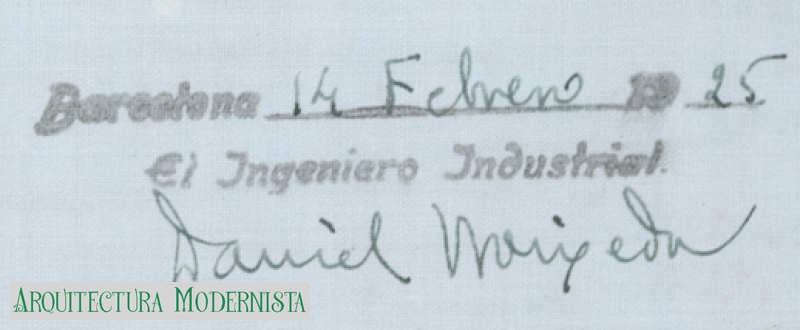 Barcelona 14 Febrero 1925
El Ingeniero Industrial.
Daniel
ARQUITECTURA MODERNISTA